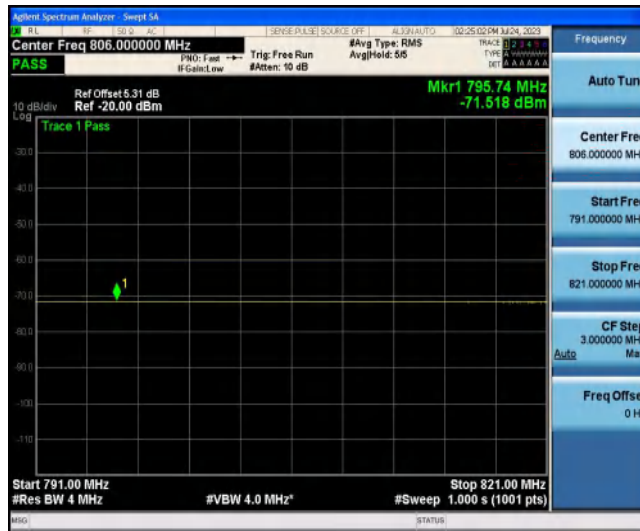 Agilent Spectrum Analyzer - Swept SA
RL RF 50 Ω AC SENSE:PULSE SOURCE OFF ALIGN AUTO 02:25:02 PM Jul 24, 2023
Center Freq 806.000000 MHz
PASS
PNO: Fast
IFGain:Low
Trig: Free Run
#Atten: 10 dB
#Avg Type: RMS
Avg|Hold: 5/5
TRACE 1 2 3 4 5 6
TYPE
DET A A A A A A
Ref Offset 5.31 dB
10 dB/div Ref -20.00 dBm
Log
Mkr1 795.74 MHz
-71.518 dBm
Trace 1 Pass
-30.0
-40.0
-50.0
-60.0
-70.0
-80.0
-90.0
-100
-110
1
Start 791.00 MHz
#Res BW 4 MHz
#VBW 4.0 MHz*
Stop 821.00 MHz
#Sweep 1.000 s (1001 pts)
MSG
STATUS
Frequency
Auto Tun
Center Fre
806.000000 MH
Start Fre
791.000000 MH
Stop Fre
821.000000 MH
CF Step
3.000000 MH
Auto Ma
Freq Offse
0 H